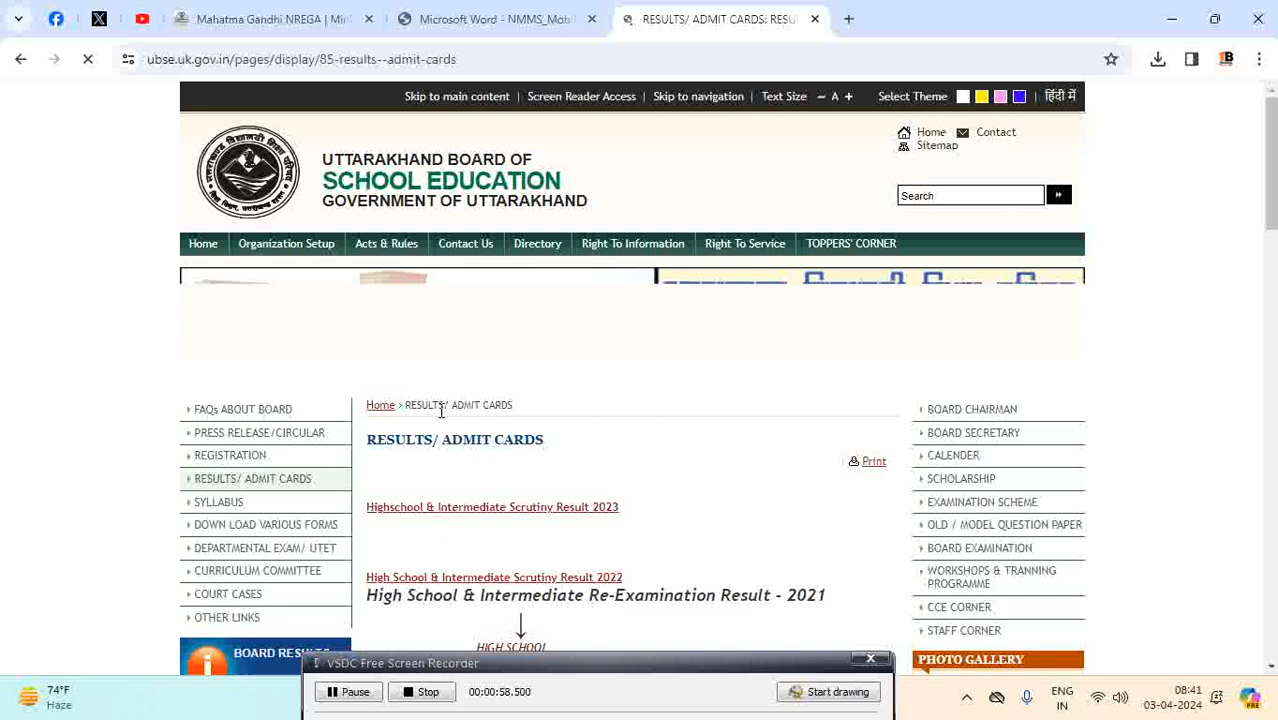 Mahatma Gandhi NREGA | Min
Microsoft Word - NMMS_Mob
RESULTS/ ADMIT CARDS: RESU
ubse.uk.gov.in/pages/display/85-results--admit-cards
Skip to main content | Screen Reader Access | Skip to navigation | Text Size − A + Select Theme | हिंदी में
Home Contact
Sitemap
UTTARAKHAND BOARD OF
SCHOOL EDUCATION
GOVERNMENT OF UTTARAKHAND
Search
Home Organization Setup Acts & Rules Contact Us Directory Right To Information Right To Service TOPPERS' CORNER
FAQs ABOUT BOARD
PRESS RELEASE/CIRCULAR
REGISTRATION
RESULTS/ ADMIT CARDS
SYLLABUS
DOWN LOAD VARIOUS FORMS
DEPARTMENTAL EXAM/ UTET
CURRICULUM COMMITTEE
COURT CASES
OTHER LINKS
BOARD RESULTS
Home › RESULTS/ ADMIT CARDS
RESULTS/ ADMIT CARDS
Print
Highschool & Intermediate Scrutiny Result 2023
High School & Intermediate Scrutiny Result 2022
High School & Intermediate Re-Examination Result - 2021
HIGH SCHOOL
BOARD CHAIRMAN
BOARD SECRETARY
CALENDER
SCHOLARSHIP
EXAMINATION SCHEME
OLD / MODEL QUESTION PAPER
BOARD EXAMINATION
WORKSHOPS & TRANNING
PROGRAMME
CCE CORNER
STAFF CORNER
PHOTO GALLERY
VSDC Free Screen Recorder
Pause Stop 00:00:58.500 Start drawing
74°F
Haze
ENG
IN
08:41
03-04-2024